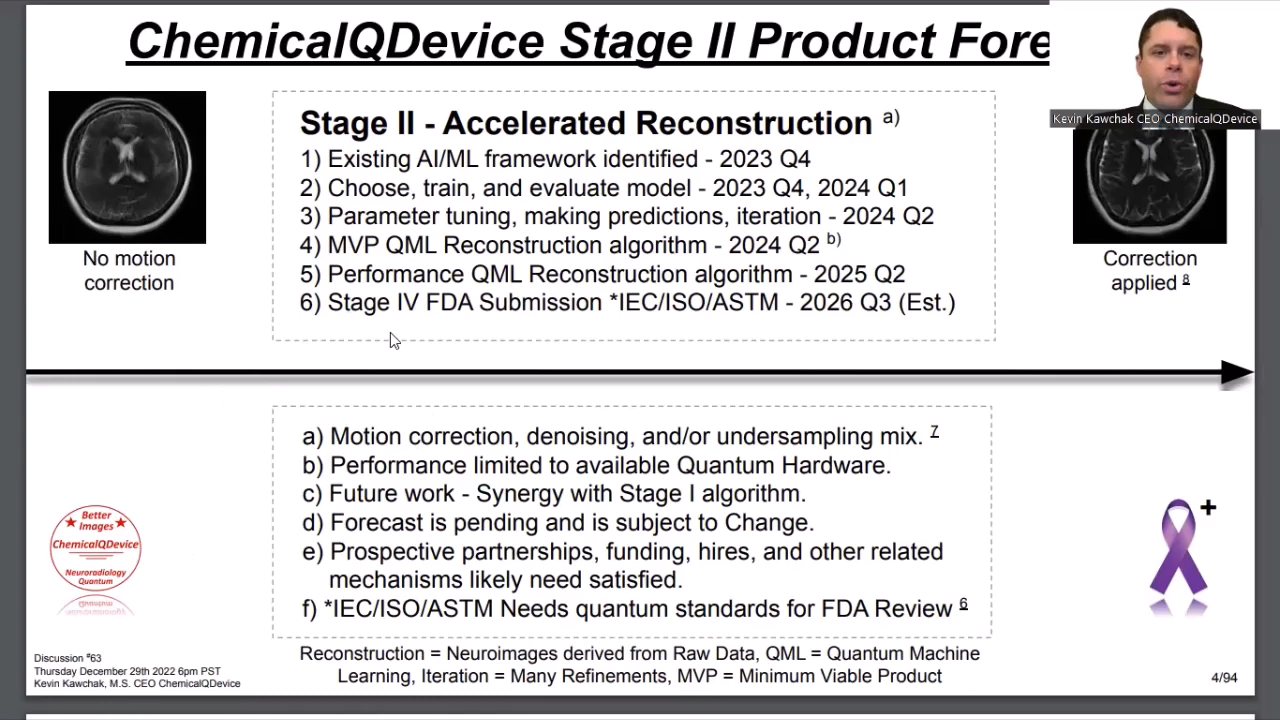 ChemicalQDevice Stage II Product Fore
Kevin Kawchak CEO ChemicalQDevice
Stage II - Accelerated Reconstruction a)
1) Existing AI/ML framework identified - 2023 Q4
2) Choose, train, and evaluate model - 2023 Q4, 2024 Q1
3) Parameter tuning, making predictions, iteration - 2024 Q2
4) MVP QML Reconstruction algorithm - 2024 Q2 b)
5) Performance QML Reconstruction algorithm - 2025 Q2
6) Stage IV FDA Submission *IEC/ISO/ASTM - 2026 Q3 (Est.)
No motion
correction
Correction
applied 8
a) Motion correction, denoising, and/or undersampling mix. 7
b) Performance limited to available Quantum Hardware.
c) Future work - Synergy with Stage I algorithm.
d) Forecast is pending and is subject to Change.
e) Prospective partnerships, funding, hires, and other related
mechanisms likely need satisfied.
f) *IEC/ISO/ASTM Needs quantum standards for FDA Review 6
Better
Images
ChemicalQDevice
Neuroradiology
Quantum
+
Reconstruction = Neuroimages derived from Raw Data, QML = Quantum Machine
Learning, Iteration = Many Refinements, MVP = Minimum Viable Product
Discussion #63
Thursday December 29th 2022 6pm PST
Kevin Kawchak, M.S. CEO ChemicalQDevice
4/94